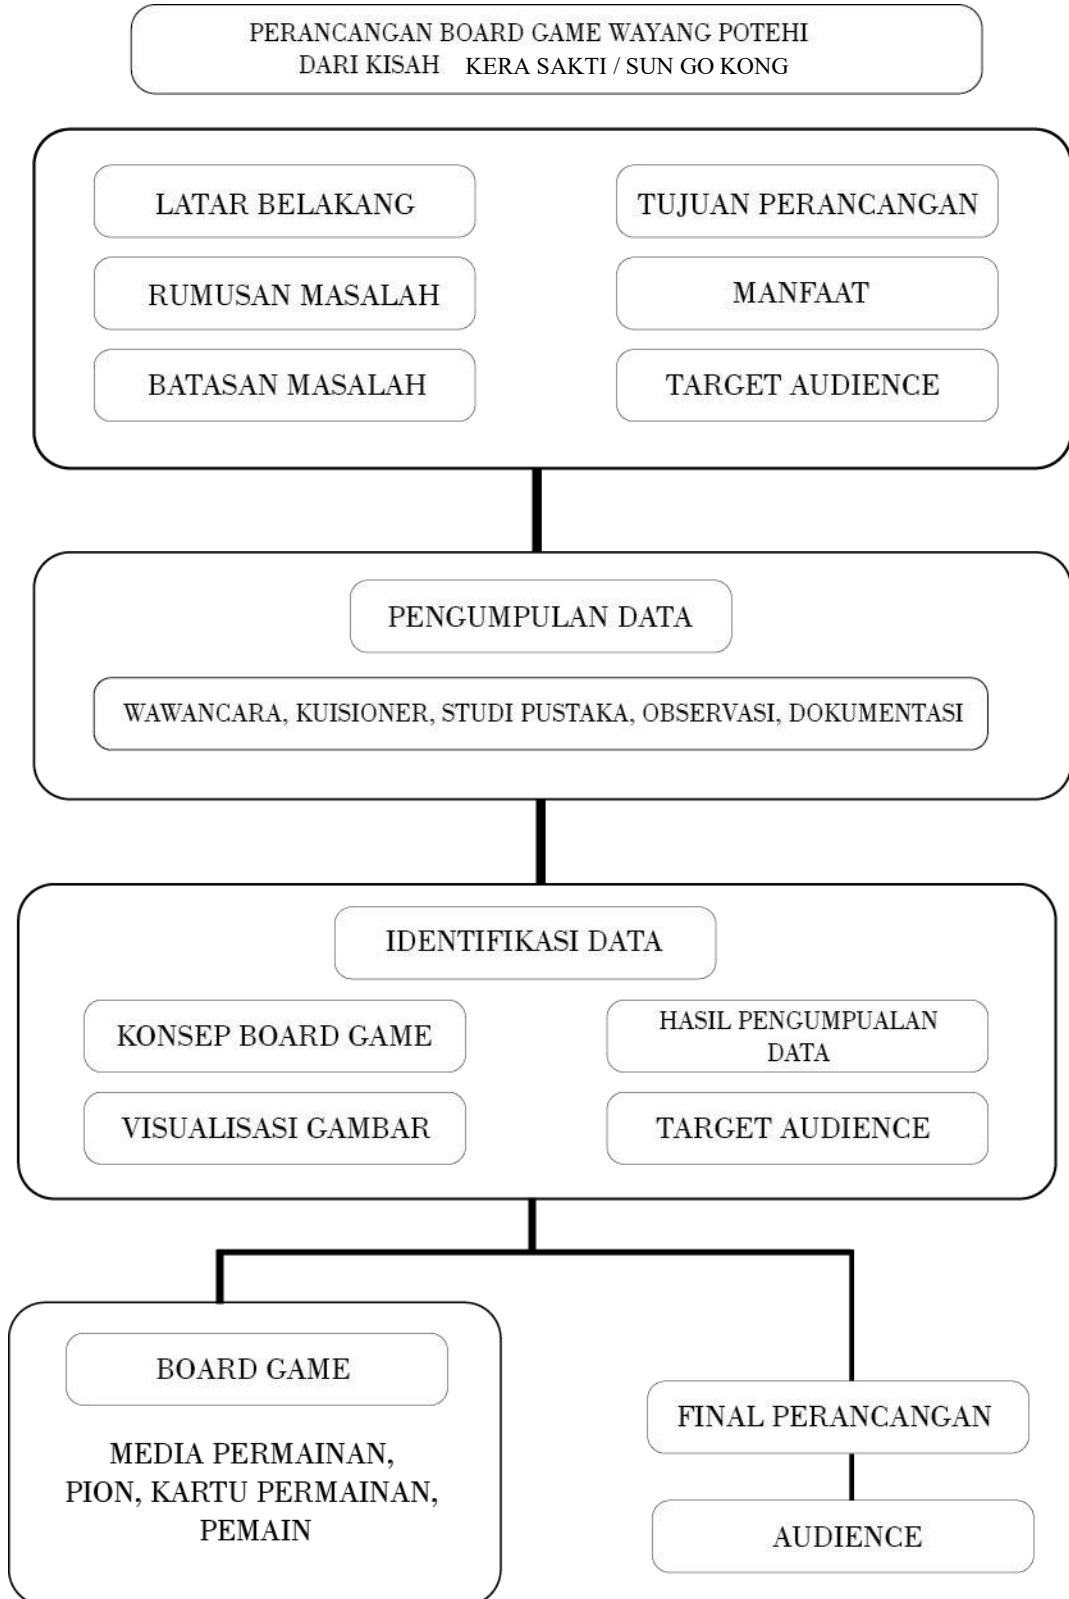 PERANCANGAN BOARD GAME WAYANG POTEHI
DARI KISAH KERA SAKTI / SUN GO KONG
LATAR BELAKANG
RUMUSAN MASALAH
BATASAN MASALAH
TUJUAN PERANCANGAN
MANFAAT
TARGET AUDIENCE
PENGUMPULAN DATA
WAWANCARA, KUISIONER, STUDI PUSTAKA, OBSERVASI, DOKUMENTASI
IDENTIFIKASI DATA
KONSEP BOARD GAME
VISUALISASI GAMBAR
HASIL PENGUMPUALAN
DATA
TARGET AUDIENCE
BOARD GAME
MEDIA PERMAINAN,
PION, KARTU PERMAINAN,
PEMAIN
FINAL PERANCANGAN
AUDIENCE